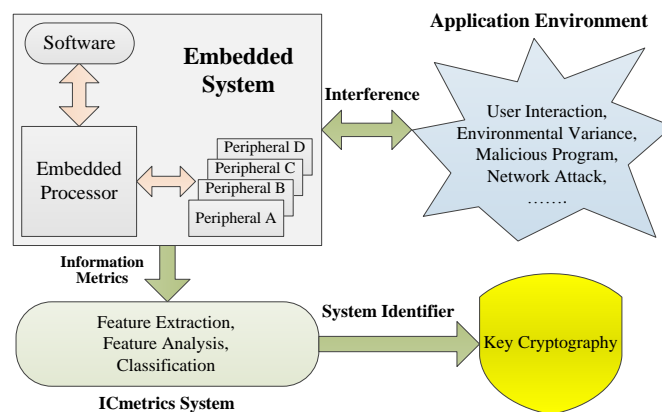 Software
Embedded
System
Embedded
Processor
Peripheral D
Peripheral C
Peripheral B
Peripheral A
Interference
Application Environment
User Interaction,
Environmental Variance,
Malicious Program,
Network Attack,
…….
Information
Metrics
Feature Extraction,
Feature Analysis,
Classification
ICmetrics System
System Identifier
Key Cryptography